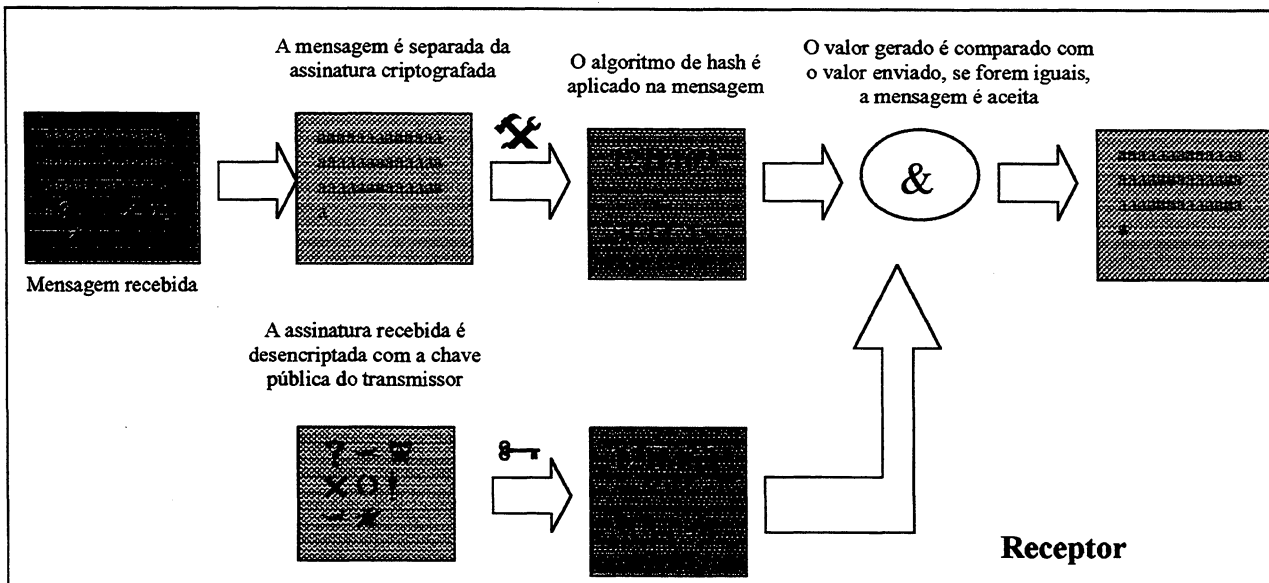 A mensagem é separada da
assinatura criptografada
O algoritmo de hash é
aplicado na mensagem
O valor gerado é comparado com
o valor enviado, se forem iguais,
a mensagem é aceita
&
Mensagem recebida
A assinatura recebida é
desencriptada com a chave
pública do transmissor
Receptor